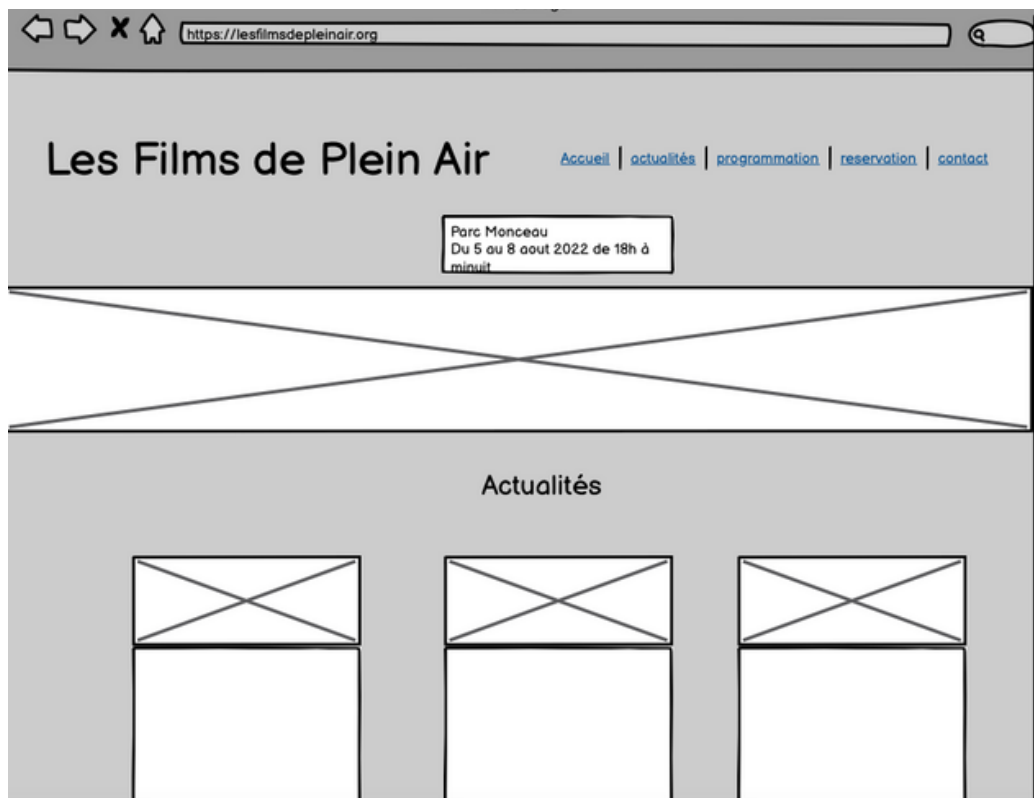 https://lesfilmsdepleinair.org
Les Films de Plein Air
Accueil | actualités | programmation | reservation | contact
Parc Monceau
Du 5 au 8 aout 2022 de 18h à
minuit
Actualités